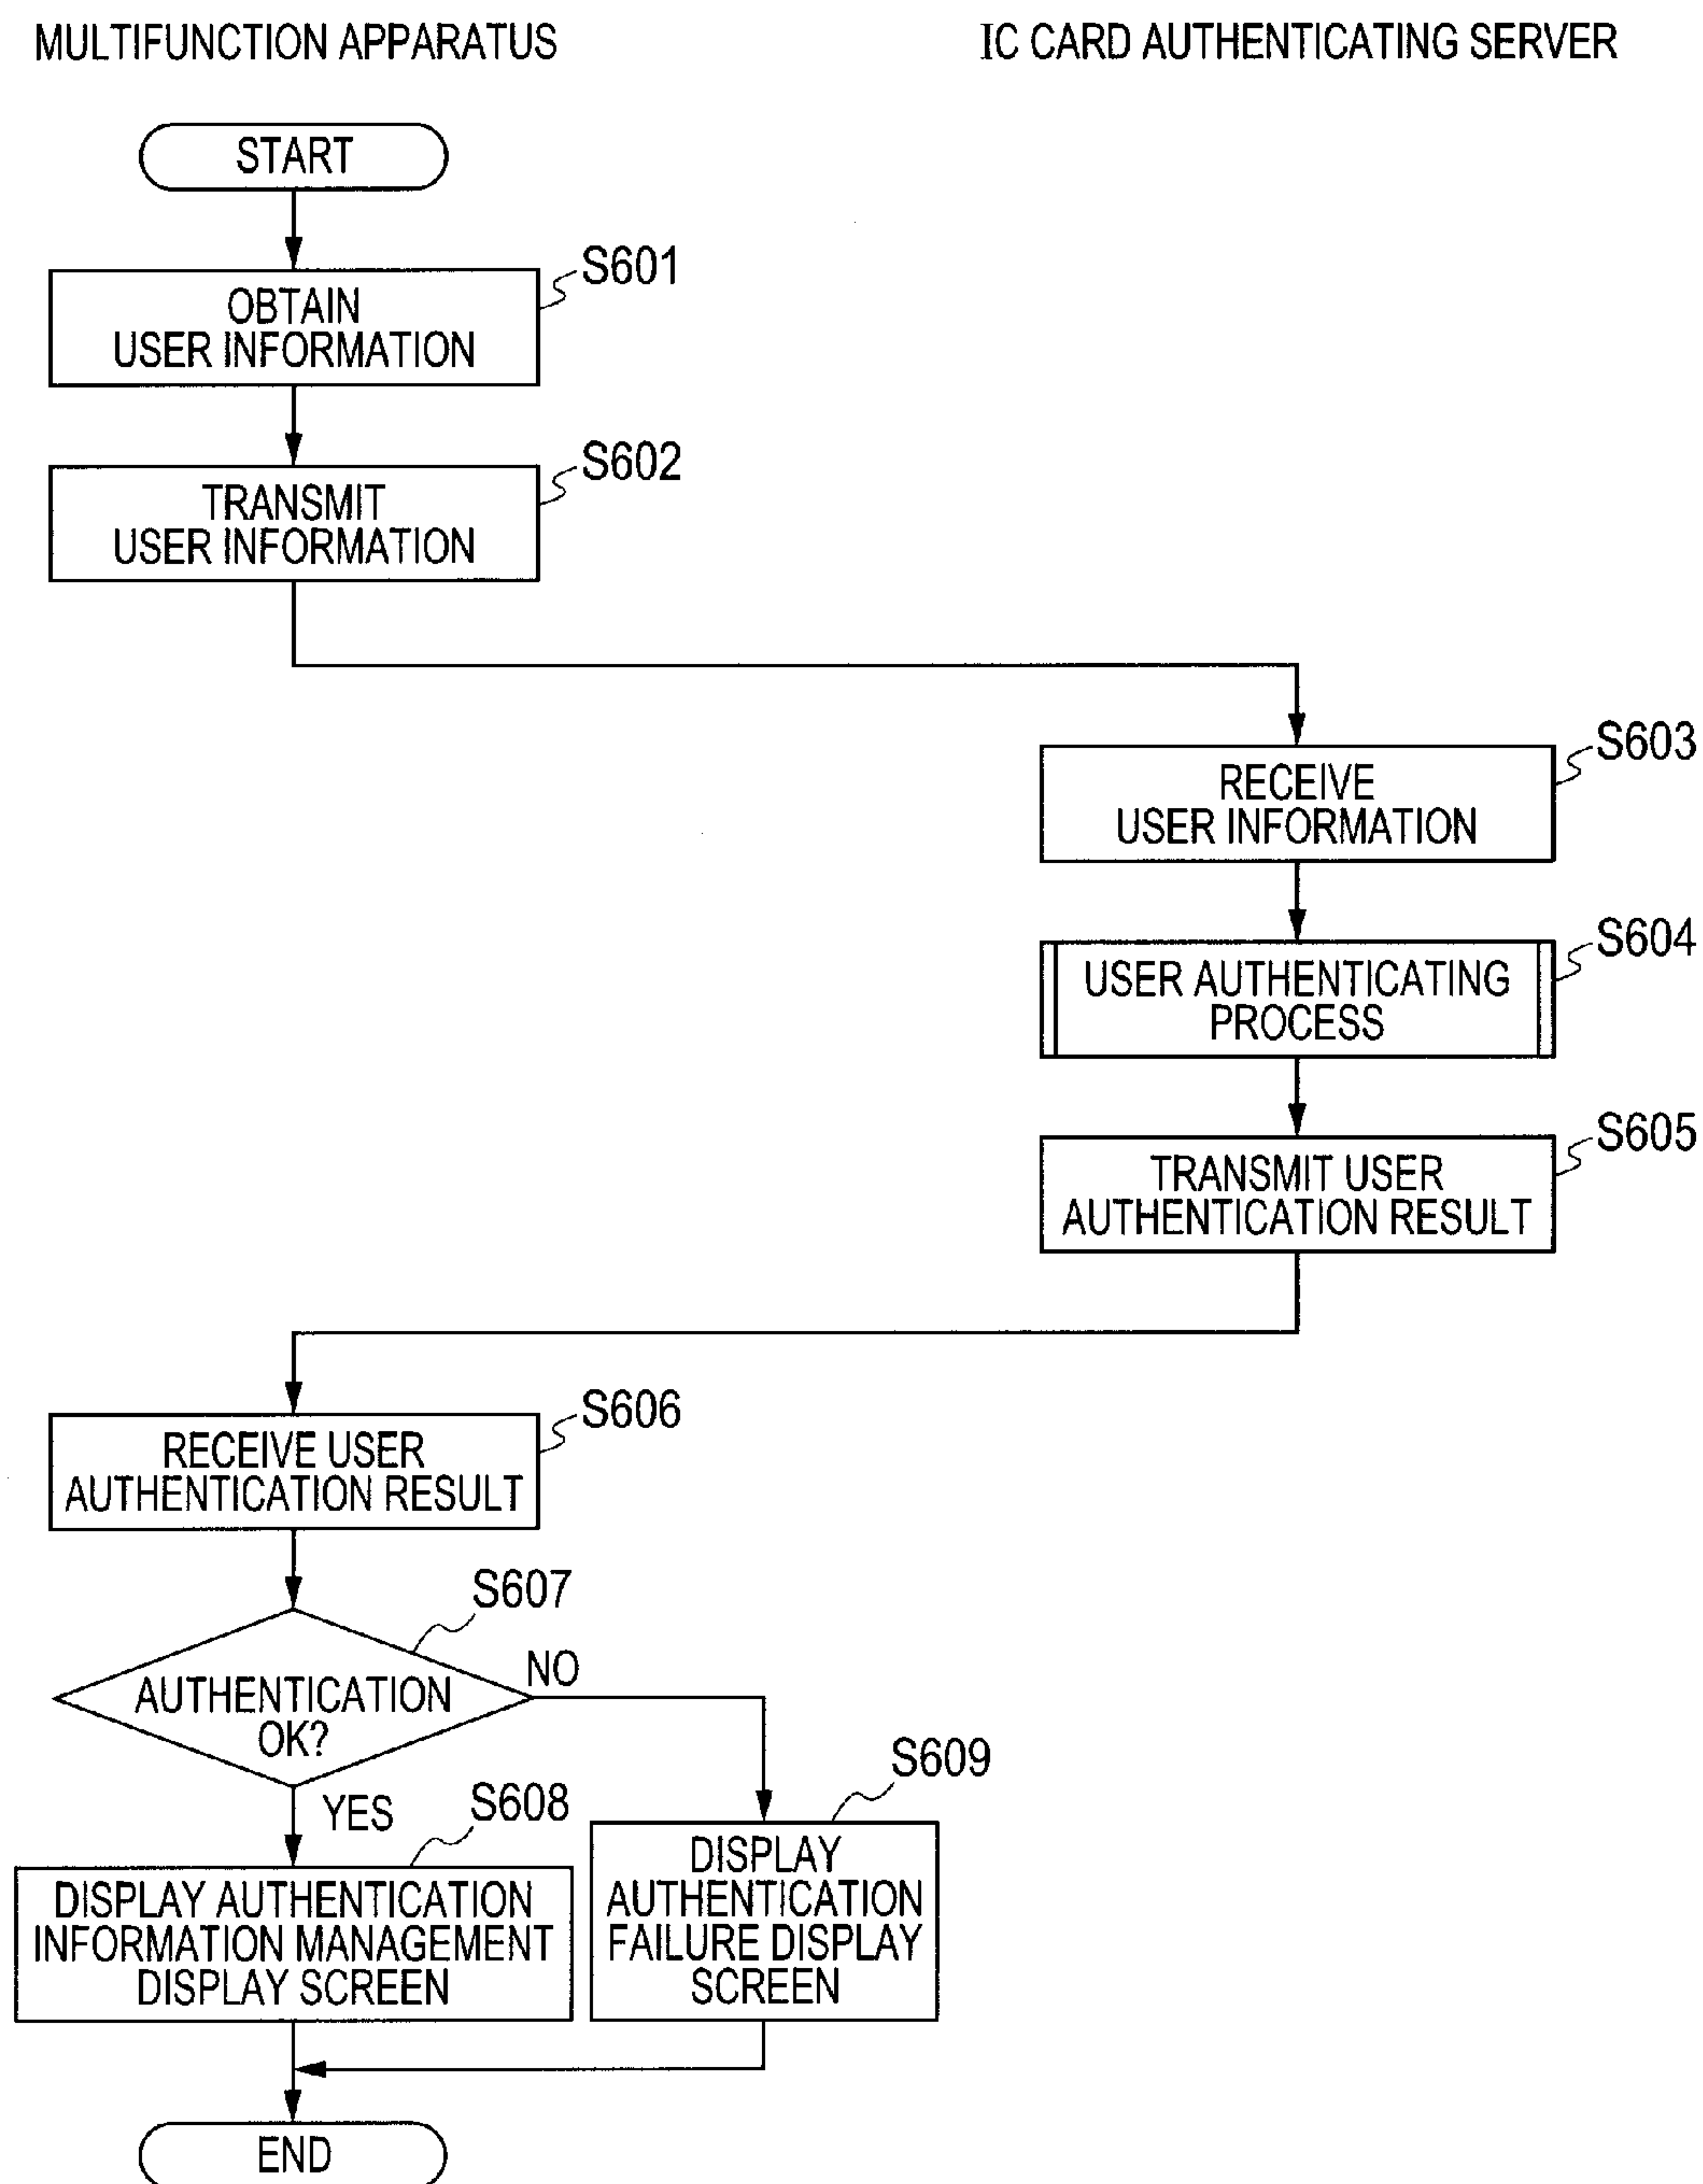 MULTIFUNCTION APPARATUS
IC CARD AUTHENTICATING SERVER
START
S601
OBTAIN
USER INFORMATION
S602
TRANSMIT
USER INFORMATION
S603
RECEIVE
USER INFORMATION
S604
USER AUTHENTICATING
PROCESS
S605
TRANSMIT USER
AUTHENTICATION RESULT
S606
RECEIVE USER
AUTHENTICATION RESULT
S607
AUTHENTICATION
OK?
NO
YES
S608
DISPLAY AUTHENTICATION
INFORMATION MANAGEMENT
DISPLAY SCREEN
S609
DISPLAY
AUTHENTICATION
FAILURE DISPLAY
SCREEN
END